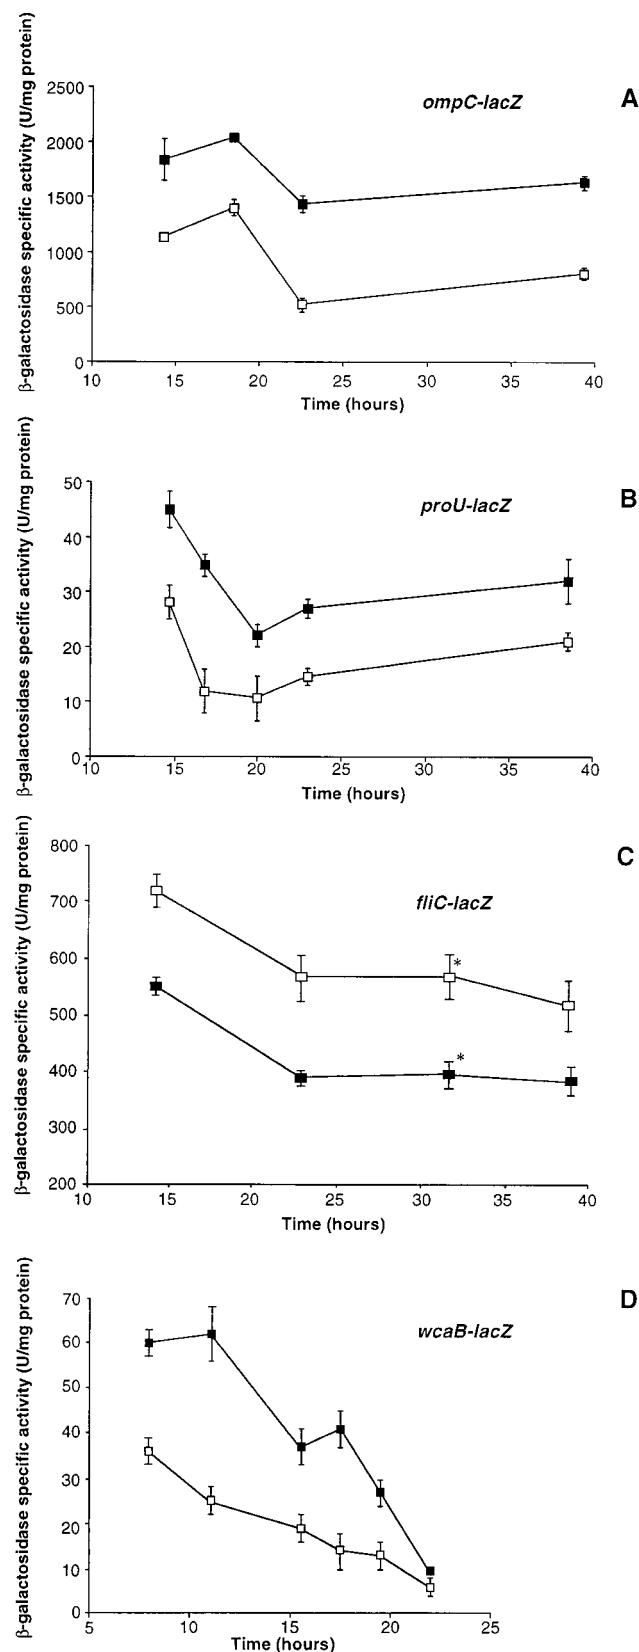 β-galactosidase specific activity (U/mg protein)
2500
2000
1500
1000
500
0
ompC-lacZ
A
10 15 20 25 30 35 40
Time (hours)
β-galactosidase specific activity (U/mg protein)
50
40
30
20
10
0
proU-lacZ
B
10 15 20 25 30 35 40
Time (hours)
β-galactosidase specific activity (U/mg protein)
800
700
600
500
400
300
200
fliC-lacZ
C
*
*
10 15 20 25 30 35 40
Time (hours)
β-galactosidase specific activity (U/mg protein)
70
60
50
40
30
20
10
0
wcaB-lacZ
D
5 10 15 20 25
Time (hours)